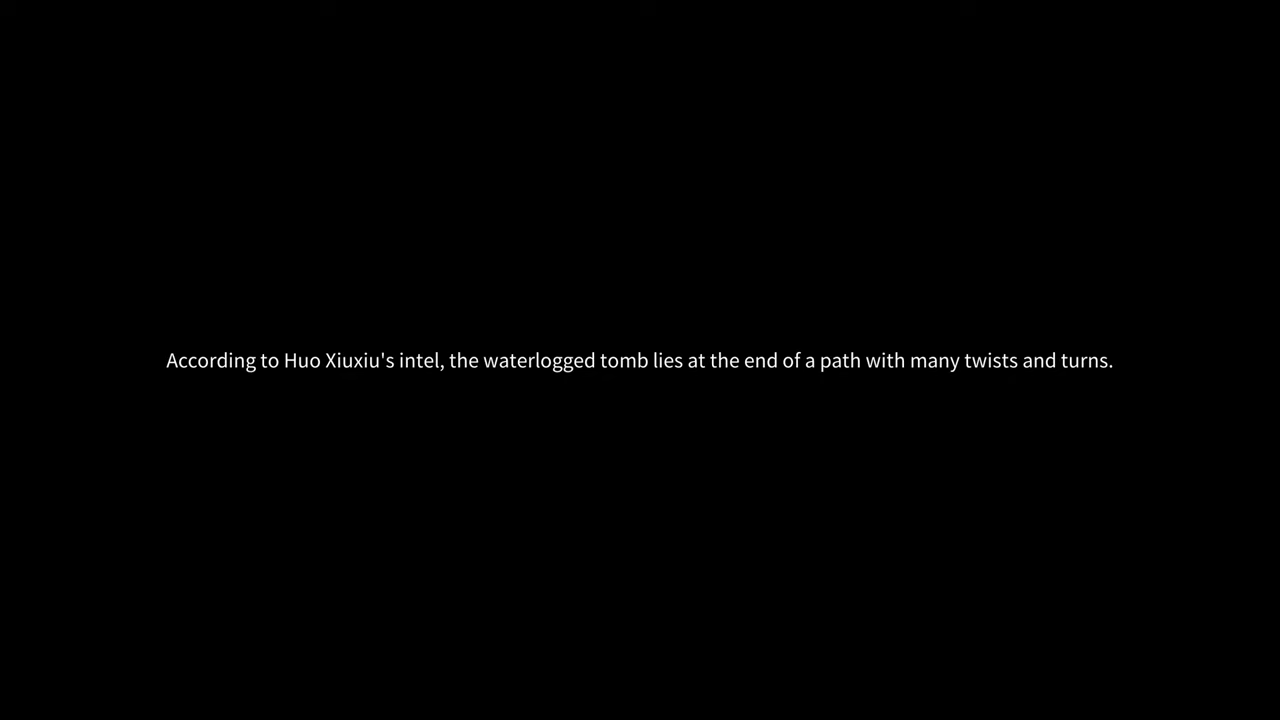 According to Huo Xiuxiu's intel, the waterlogged tomb lies at the end of a path with many twists and turns.